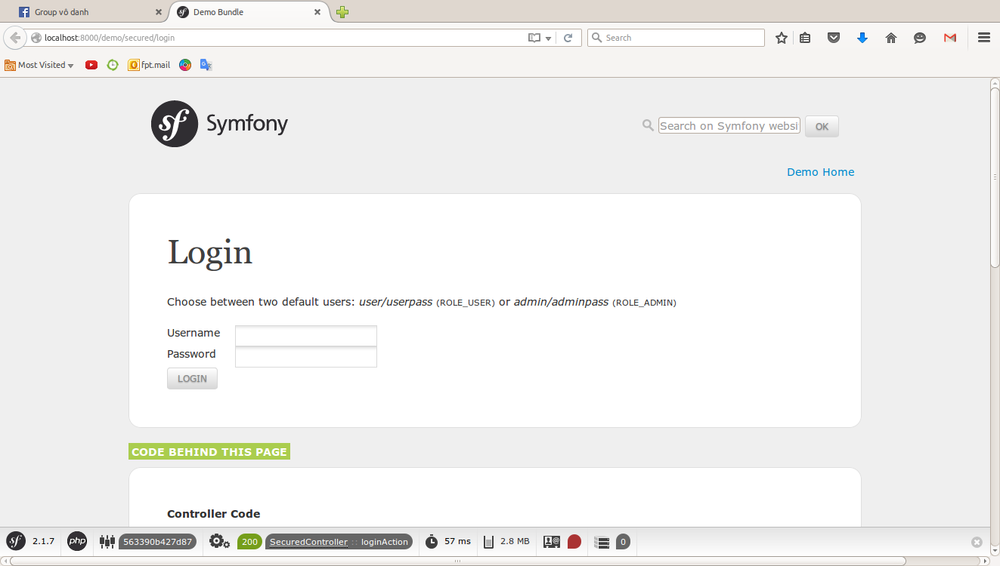 Group vô danh
Demo Bundle
localhost:8000/demo/secured/login
Search
Most Visited
fpt.mail
sf Symfony
Search on Symfony websi
OK
Demo Home
Login
Choose between two default users: user/userpass (ROLE_USER) or admin/adminpass (ROLE_ADMIN)
Username
Password
LOGIN
CODE BEHIND THIS PAGE
Controller Code
sf 2.1.7 php 563390b427d87 200 SecuredController :: loginAction 57 ms 2.8 MB 0